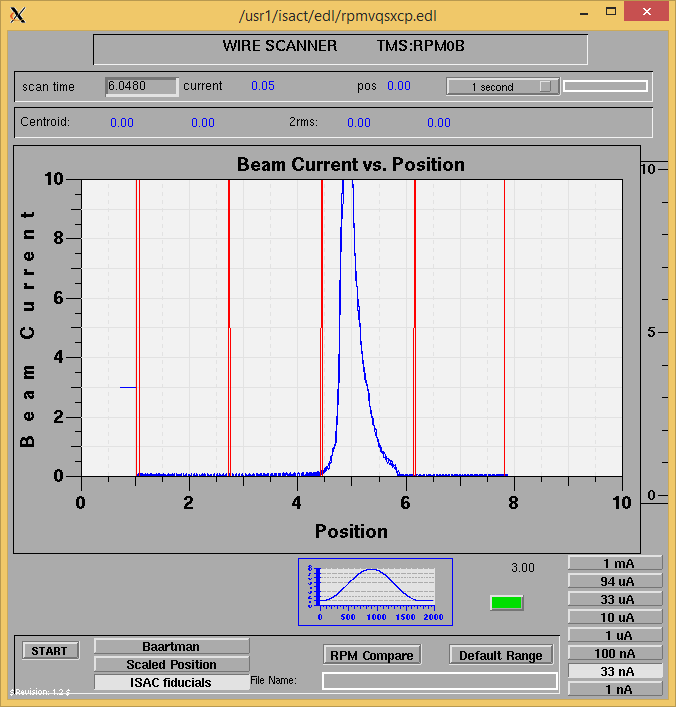 /usr1/isact/edl/rpmvqsxcp.edl
WIRE SCANNER TMS:RPM0B
scan time 6.0480 current 0.05 pos 0.00 1 second
Centroid: 0.00 0.00 2rms: 0.00 0.00
Beam Current vs. Position
10
8
6
4
2
0
Beam Current
0 2 4 6 8 10
Position
10
5
0
8
0 500 1000 1500 2000
3.00
1 mA
94 uA
33 uA
10 uA
1 uA
100 nA
33 nA
1 nA
START
Baartman
Scaled Position
ISAC fiducials
RPM Compare
Default Range
File Name:
$Revision: 1.2 $